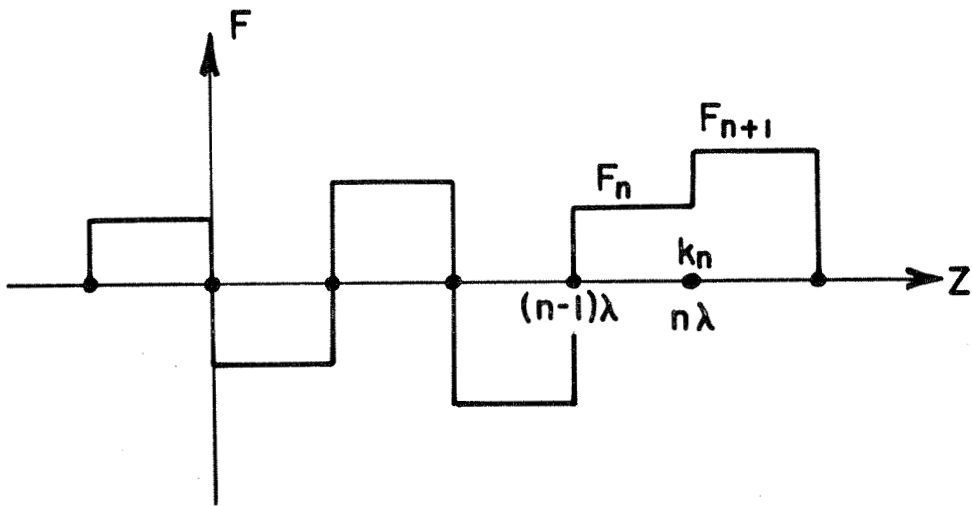 F
F_{n+1}
F_n
k_n
Z
(n-1)λ
nλ